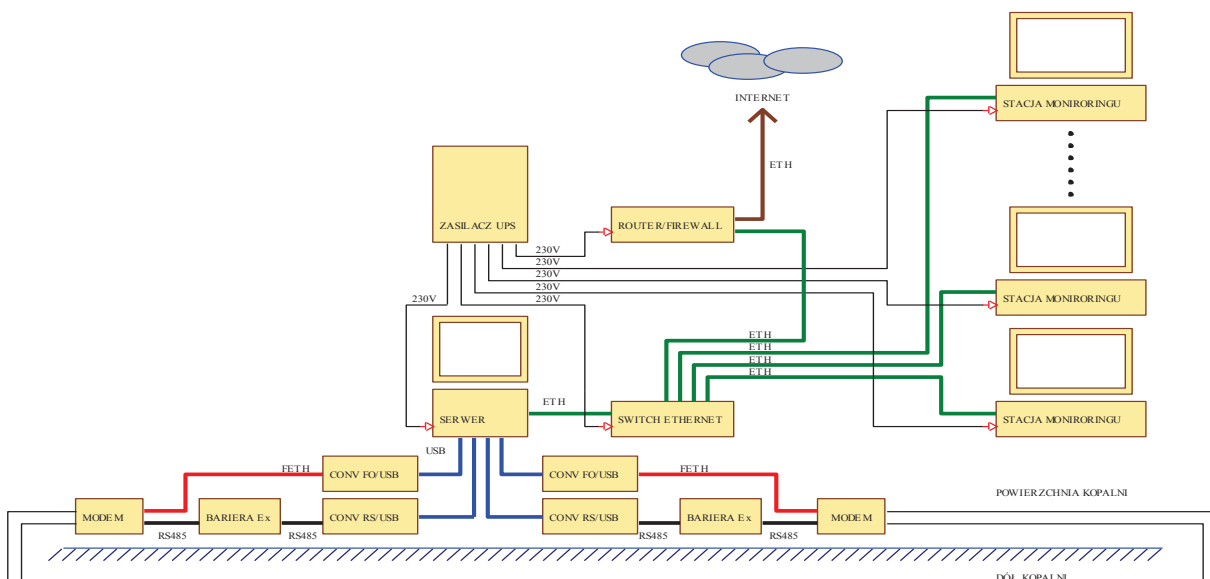 INTERNET
STACJA MONIRORINGU
ETH
ZASILACZ UPS
ROUTER/FIREWALL
230V
230V
230V
230V
230V
230V
STACJA MONIRORINGU
ETH
ETH
ETH
ETH
ETH
SERWER
SWITCH ETHERNET
STACJA MONIRORINGU
USB
FETH
CONV FO/USB
CONV FO/USB
FETH
POWIERZCHNIA KOPALNI
MODEM
BARIERA Ex
CONV RS/USB
CONV RS/USB
BARIERA Ex
MODEM
RS485
RS485
RS485
RS485
DÓŁ KOPALNI